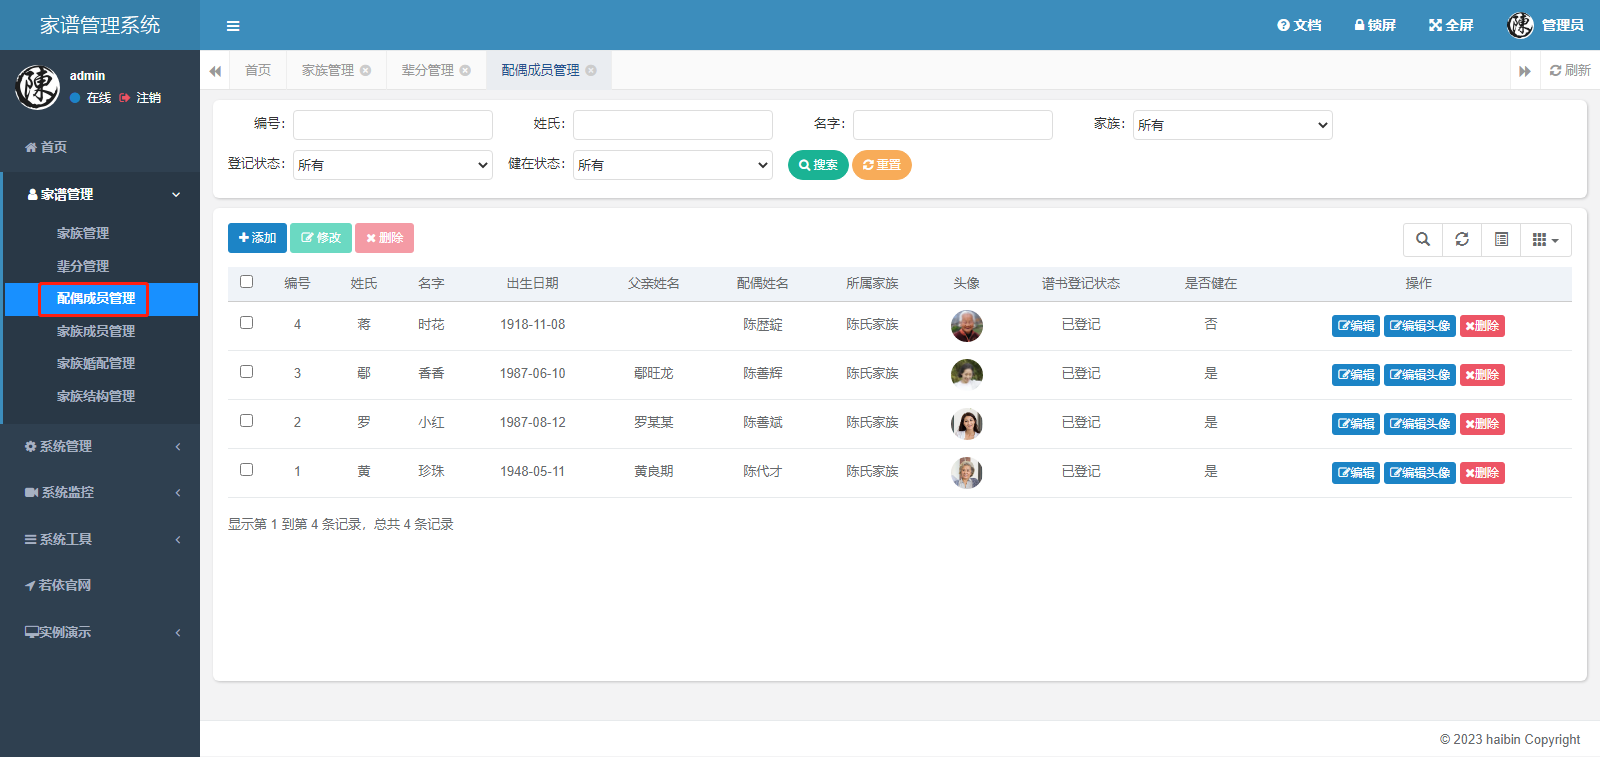 家谱管理系统
文档 锁屏 全屏 陳 管理员
陳 admin
在线 注销
首页 家族管理 辈分管理 配偶成员管理 刷新
首页
家谱管理
家族管理
辈分管理
配偶成员管理
家族成员管理
家族婚配管理
家族结构管理
系统管理
系统监控
系统工具
若依官网
实例演示
编号： 姓氏： 名字： 家族： 所有
登记状态： 所有 健在状态： 所有 搜索 重置
添加 修改 删除
编号 姓氏 名字 出生日期 父亲姓名 配偶姓名 所属家族 头像 谱书登记状态 是否健在 操作
4 蒋 时花 1918-11-08 陈歴錠 陈氏家族 已登记 否 编辑 编辑头像 删除
3 鄢 香香 1987-06-10 鄢旺龙 陈善辉 陈氏家族 已登记 是 编辑 编辑头像 删除
2 罗 小红 1987-08-12 罗某某 陈善斌 陈氏家族 已登记 是 编辑 编辑头像 删除
1 黄 珍珠 1948-05-11 黄良期 陈代才 陈氏家族 已登记 是 编辑 编辑头像 删除
显示第 1 到第 4 条记录，总共 4 条记录
© 2023 haibin Copyright